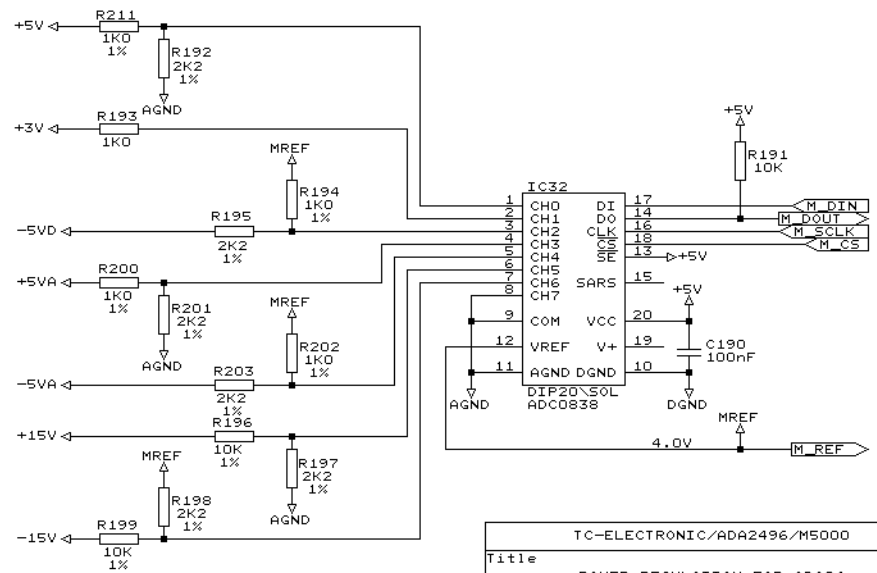 +5V
R211
1K0
1%
R192
2K2
1%
AGND
+3V
R193
1K0
MREF
R194
1K0
1%
-5VD
R195
2K2
1%
+5VA
R200
1K0
1%
R201
2K2
1%
AGND
MREF
R202
1K0
1%
-5VA
R203
2K2
1%
+15V
R196
10K
1%
R197
2K2
1%
AGND
MREF
R198
2K2
1%
-15V
R199
10K
1%
IC32
1 CH0 DI 17
2 CH1 DO 14
3 CH2 CLK 16
4 CH3 CS 18
5 CH4 SE 13
6 CH5
7 CH6 SARS 15
8 CH7
9 COM VCC 20
12 VREF V+ 19
11 AGND DGND 10
DIP20\SOL
ADC0838
+5V
R191
10K
M_DIN
M_DOUT
M_SCLK
M_CS
+5V
+5V
C190
100nF
AGND
DGND
MREF
4.0V
M_REF
TC-ELECTRONIC/ADA2496/M5000
Title